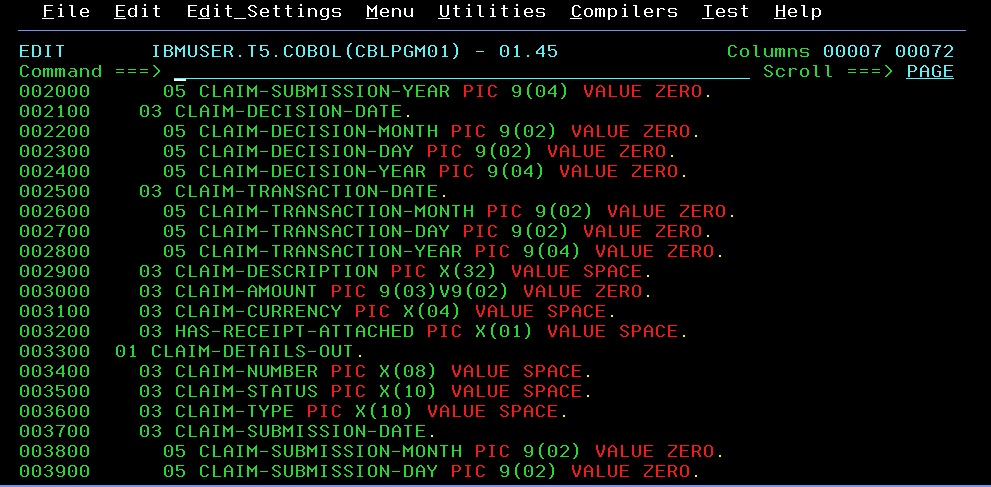 File  Edit  Edit_Settings  Menu  Utilities  Compilers  Test  Help
EDIT       IBMUSER.T5.COBOL(CBLPGM01) - 01.45              Columns 00007 00072
Command ===>                                                  Scroll ===> PAGE
002000      05 CLAIM-SUBMISSION-YEAR PIC 9(04) VALUE ZERO.
002100    03 CLAIM-DECISION-DATE.
002200      05 CLAIM-DECISION-MONTH PIC 9(02) VALUE ZERO.
002300      05 CLAIM-DECISION-DAY PIC 9(02) VALUE ZERO.
002400      05 CLAIM-DECISION-YEAR PIC 9(04) VALUE ZERO.
002500    03 CLAIM-TRANSACTION-DATE.
002600      05 CLAIM-TRANSACTION-MONTH PIC 9(02) VALUE ZERO.
002700      05 CLAIM-TRANSACTION-DAY PIC 9(02) VALUE ZERO.
002800      05 CLAIM-TRANSACTION-YEAR PIC 9(04) VALUE ZERO.
002900    03 CLAIM-DESCRIPTION PIC X(32) VALUE SPACE.
003000    03 CLAIM-AMOUNT PIC 9(03)V9(02) VALUE ZERO.
003100    03 CLAIM-CURRENCY PIC X(04) VALUE SPACE.
003200    03 HAS-RECEIPT-ATTACHED PIC X(01) VALUE SPACE.
003300  01 CLAIM-DETAILS-OUT.
003400    03 CLAIM-NUMBER PIC X(08) VALUE SPACE.
003500    03 CLAIM-STATUS PIC X(10) VALUE SPACE.
003600    03 CLAIM-TYPE PIC X(10) VALUE SPACE.
003700    03 CLAIM-SUBMISSION-DATE.
003800      05 CLAIM-SUBMISSION-MONTH PIC 9(02) VALUE ZERO.
003900      05 CLAIM-SUBMISSION-DAY PIC 9(02) VALUE ZERO.